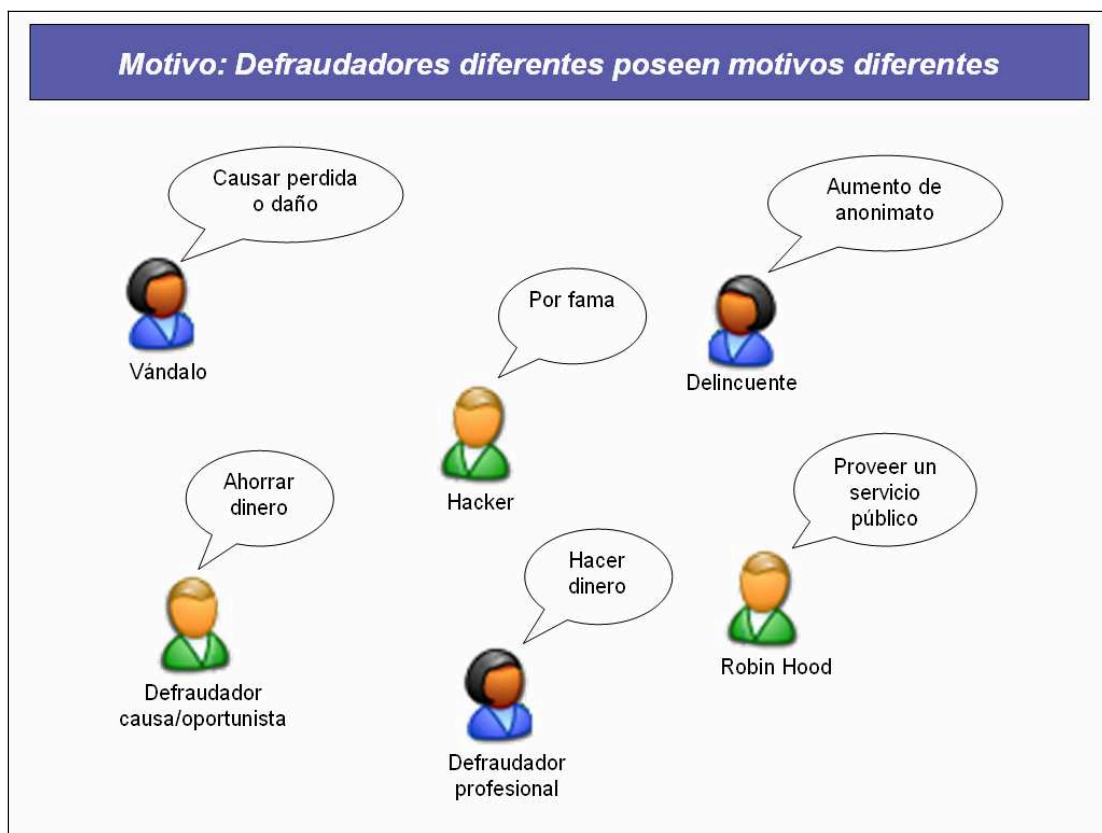 Motivo: Defraudadores diferentes poseen motivos diferentes
Causar perdida
o daño
Vándalo
Aumento de
anonimato
Delincuente
Por fama
Hacker
Ahorrar
dinero
Defraudador
causa/oportunista
Hacer
dinero
Defraudador
profesional
Proveer un
servicio
público
Robin Hood